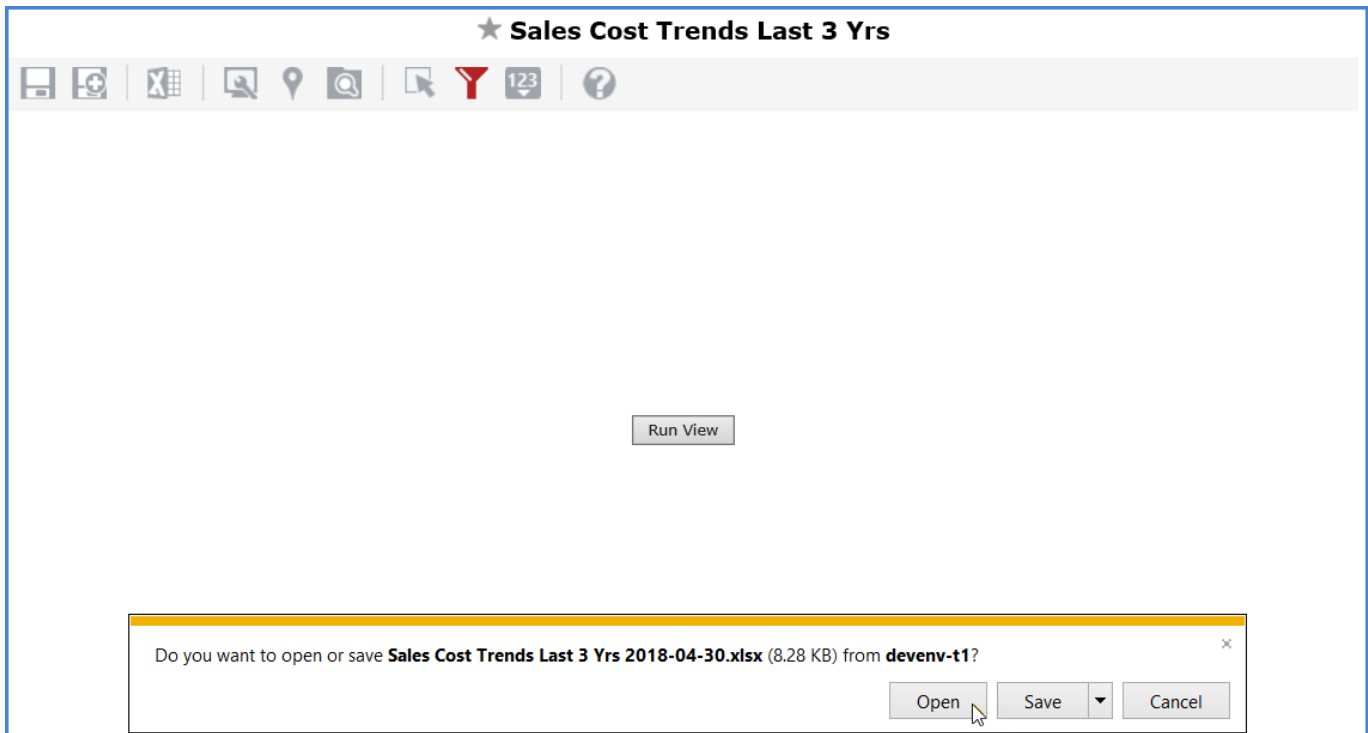 Sales Cost Trends Last 3 Yrs
X
123
?
Run View
Do you want to open or save Sales Cost Trends Last 3 Yrs 2018-04-30.xlsx (8.28 KB) from devenv-t1?
Open Save Cancel